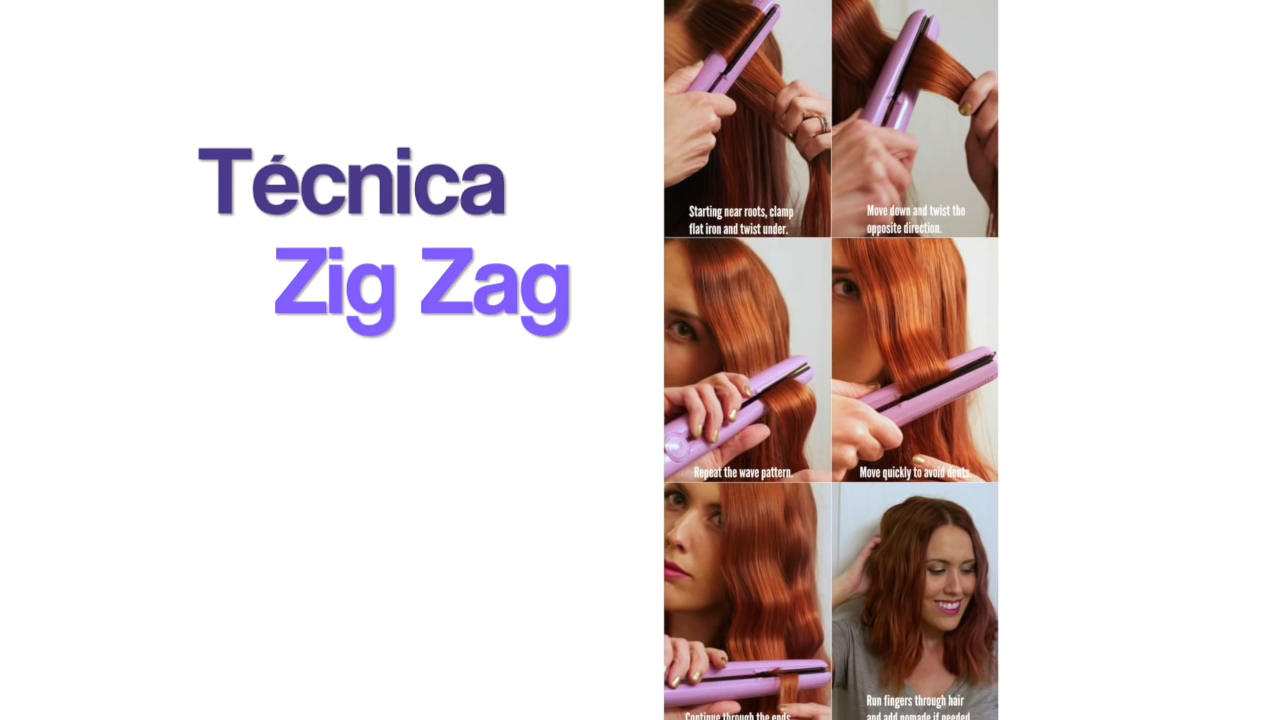 Técnica
Zig Zag
Starting near roots, clamp
flat iron and twist under.
Move down and twist the
opposite direction.
Repeat the wave pattern.
Move quickly to avoid dents.
Continue through the ends.
Run fingers through hair
and add pomade if needed.